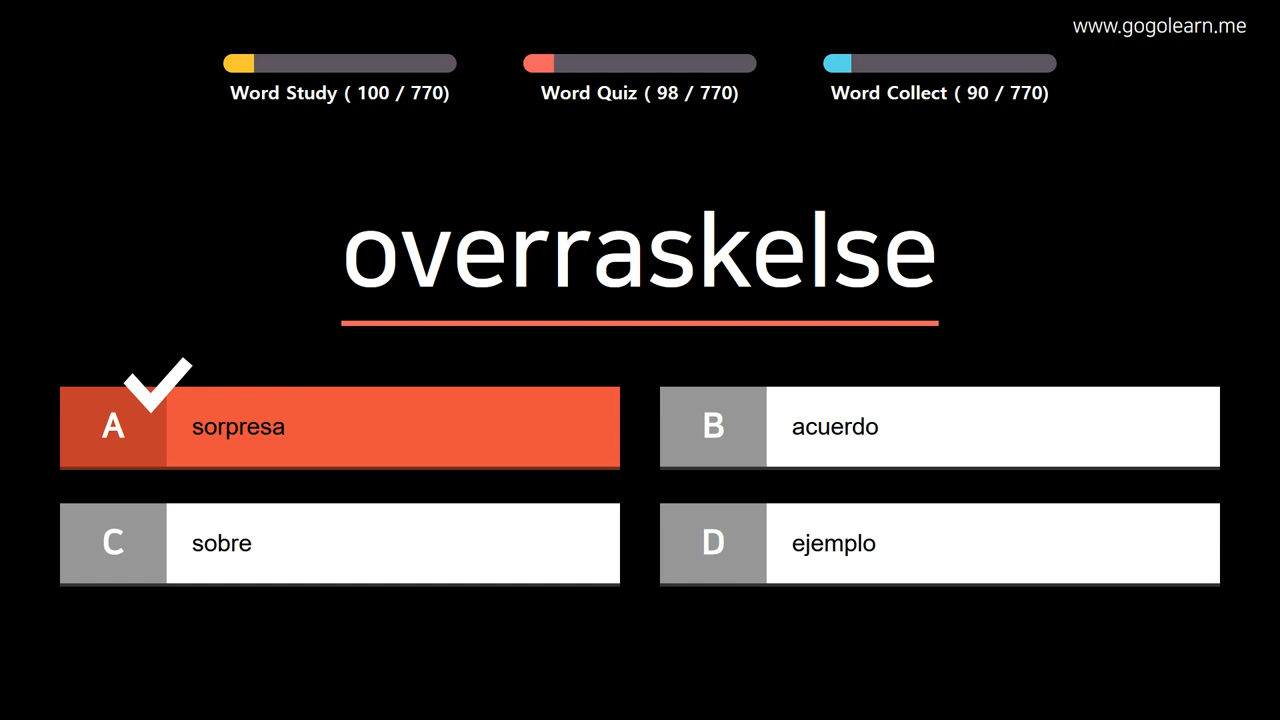 www.gogolearn.me
Word Study ( 100 / 770)
Word Quiz ( 98 / 770)
Word Collect ( 90 / 770)
overraskelse
A sorpresa
B acuerdo
C sobre
D ejemplo